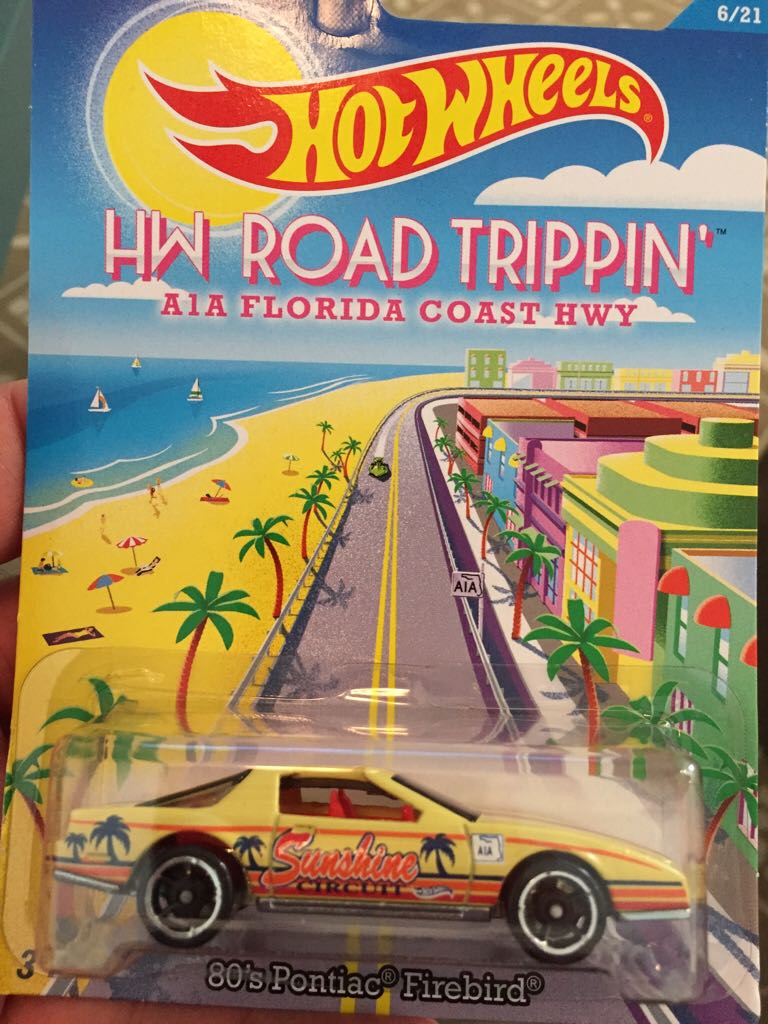 6/21
HOT WHEELS®
HW ROAD TRIPPIN'™
A1A FLORIDA COAST HWY
A1A
Sunshine
CIRCUIT
A1A
3
80's Pontiac® Firebird®